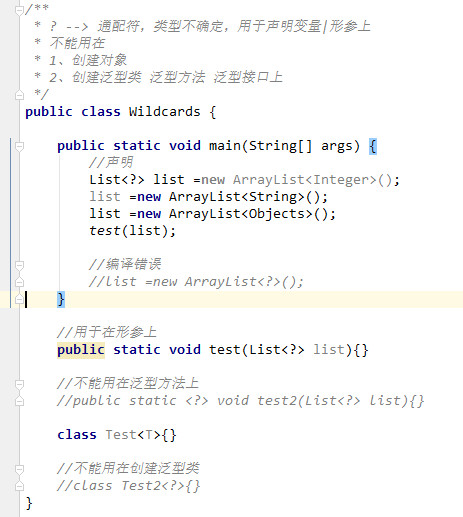 /**
 * ? --> 通配符，类型不确定，用于声明变量|形参上
 * 不能用在
 * 1、创建对象
 * 2、创建泛型类 泛型方法 泛型接口上
 */
public class Wildcards {
    public static void main(String[] args) {
        //声明
        List<?> list =new ArrayList<Integer>();
        list =new ArrayList<String>();
        list =new ArrayList<Objects>();
        test(list);
        //编译错误
        //list =new ArrayList<?>();
    }
    //用于在形参上
    public static void test(List<?> list){}
    //不能用在泛型方法上
    //public static <?> void test2(List<?> list){}
    class Test<T>{}
    //不能用在创建泛型类
    //class Test2<?>{}
}